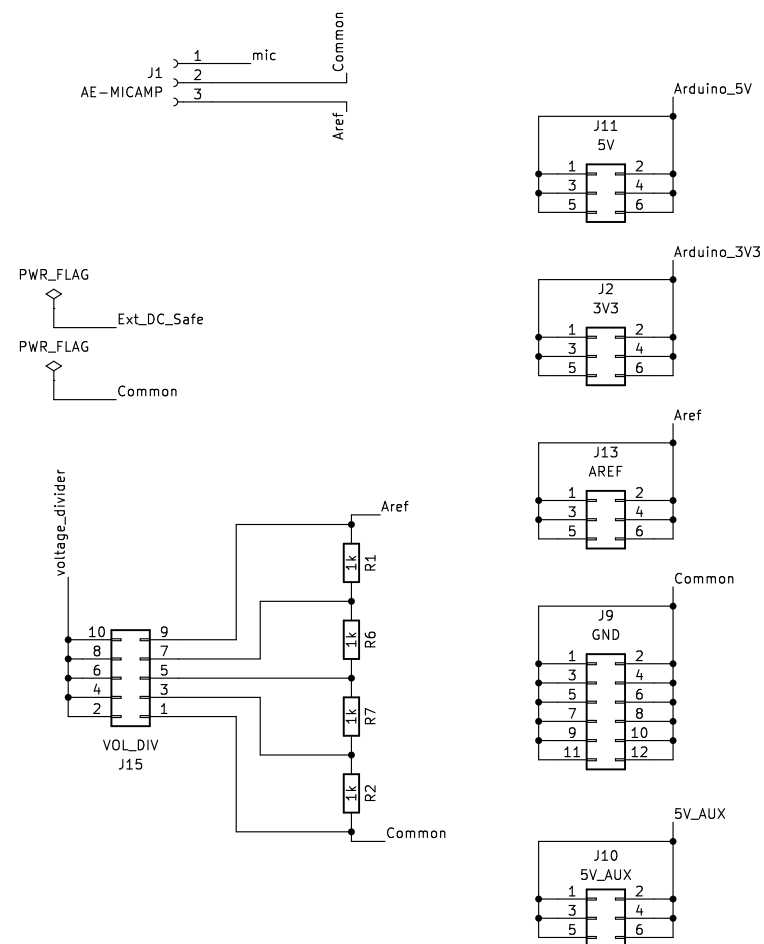 Common
1
mic
J1
2
AE-MICAMP
3
Aref
Arduino_5V
J11
5V
1 2
3 4
5 6
PWR_FLAG
Ext_DC_Safe
PWR_FLAG
Common
Arduino_3V3
J2
3V3
1 2
3 4
5 6
Aref
J13
AREF
1 2
3 4
5 6
voltage_divider
Aref
1k R1
10 9
8 7
6 5
4 3
2 1
1k R6
1k R7
1k R2
VOL_DIV
J15
Common
Common
J9
GND
1 2
3 4
5 6
7 8
9 10
11 12
5V_AUX
J10
5V_AUX
1 2
3 4
5 6